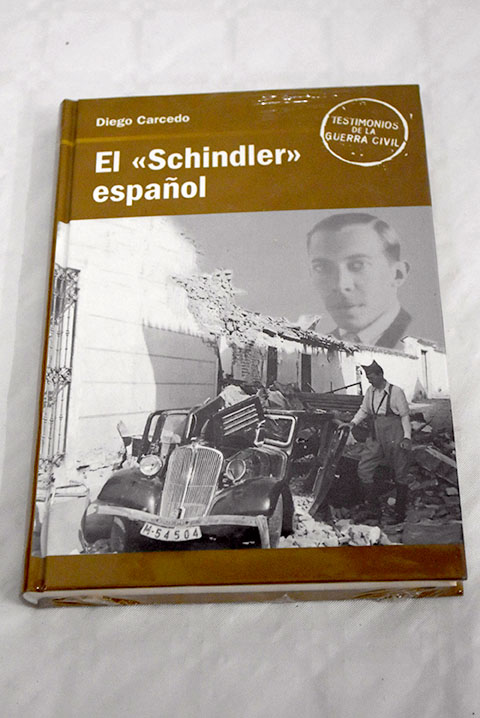 Diego Carcedo
TESTIMONIOS
DE LA
GUERRA CIVIL
El «Schindler»
español
M-54504